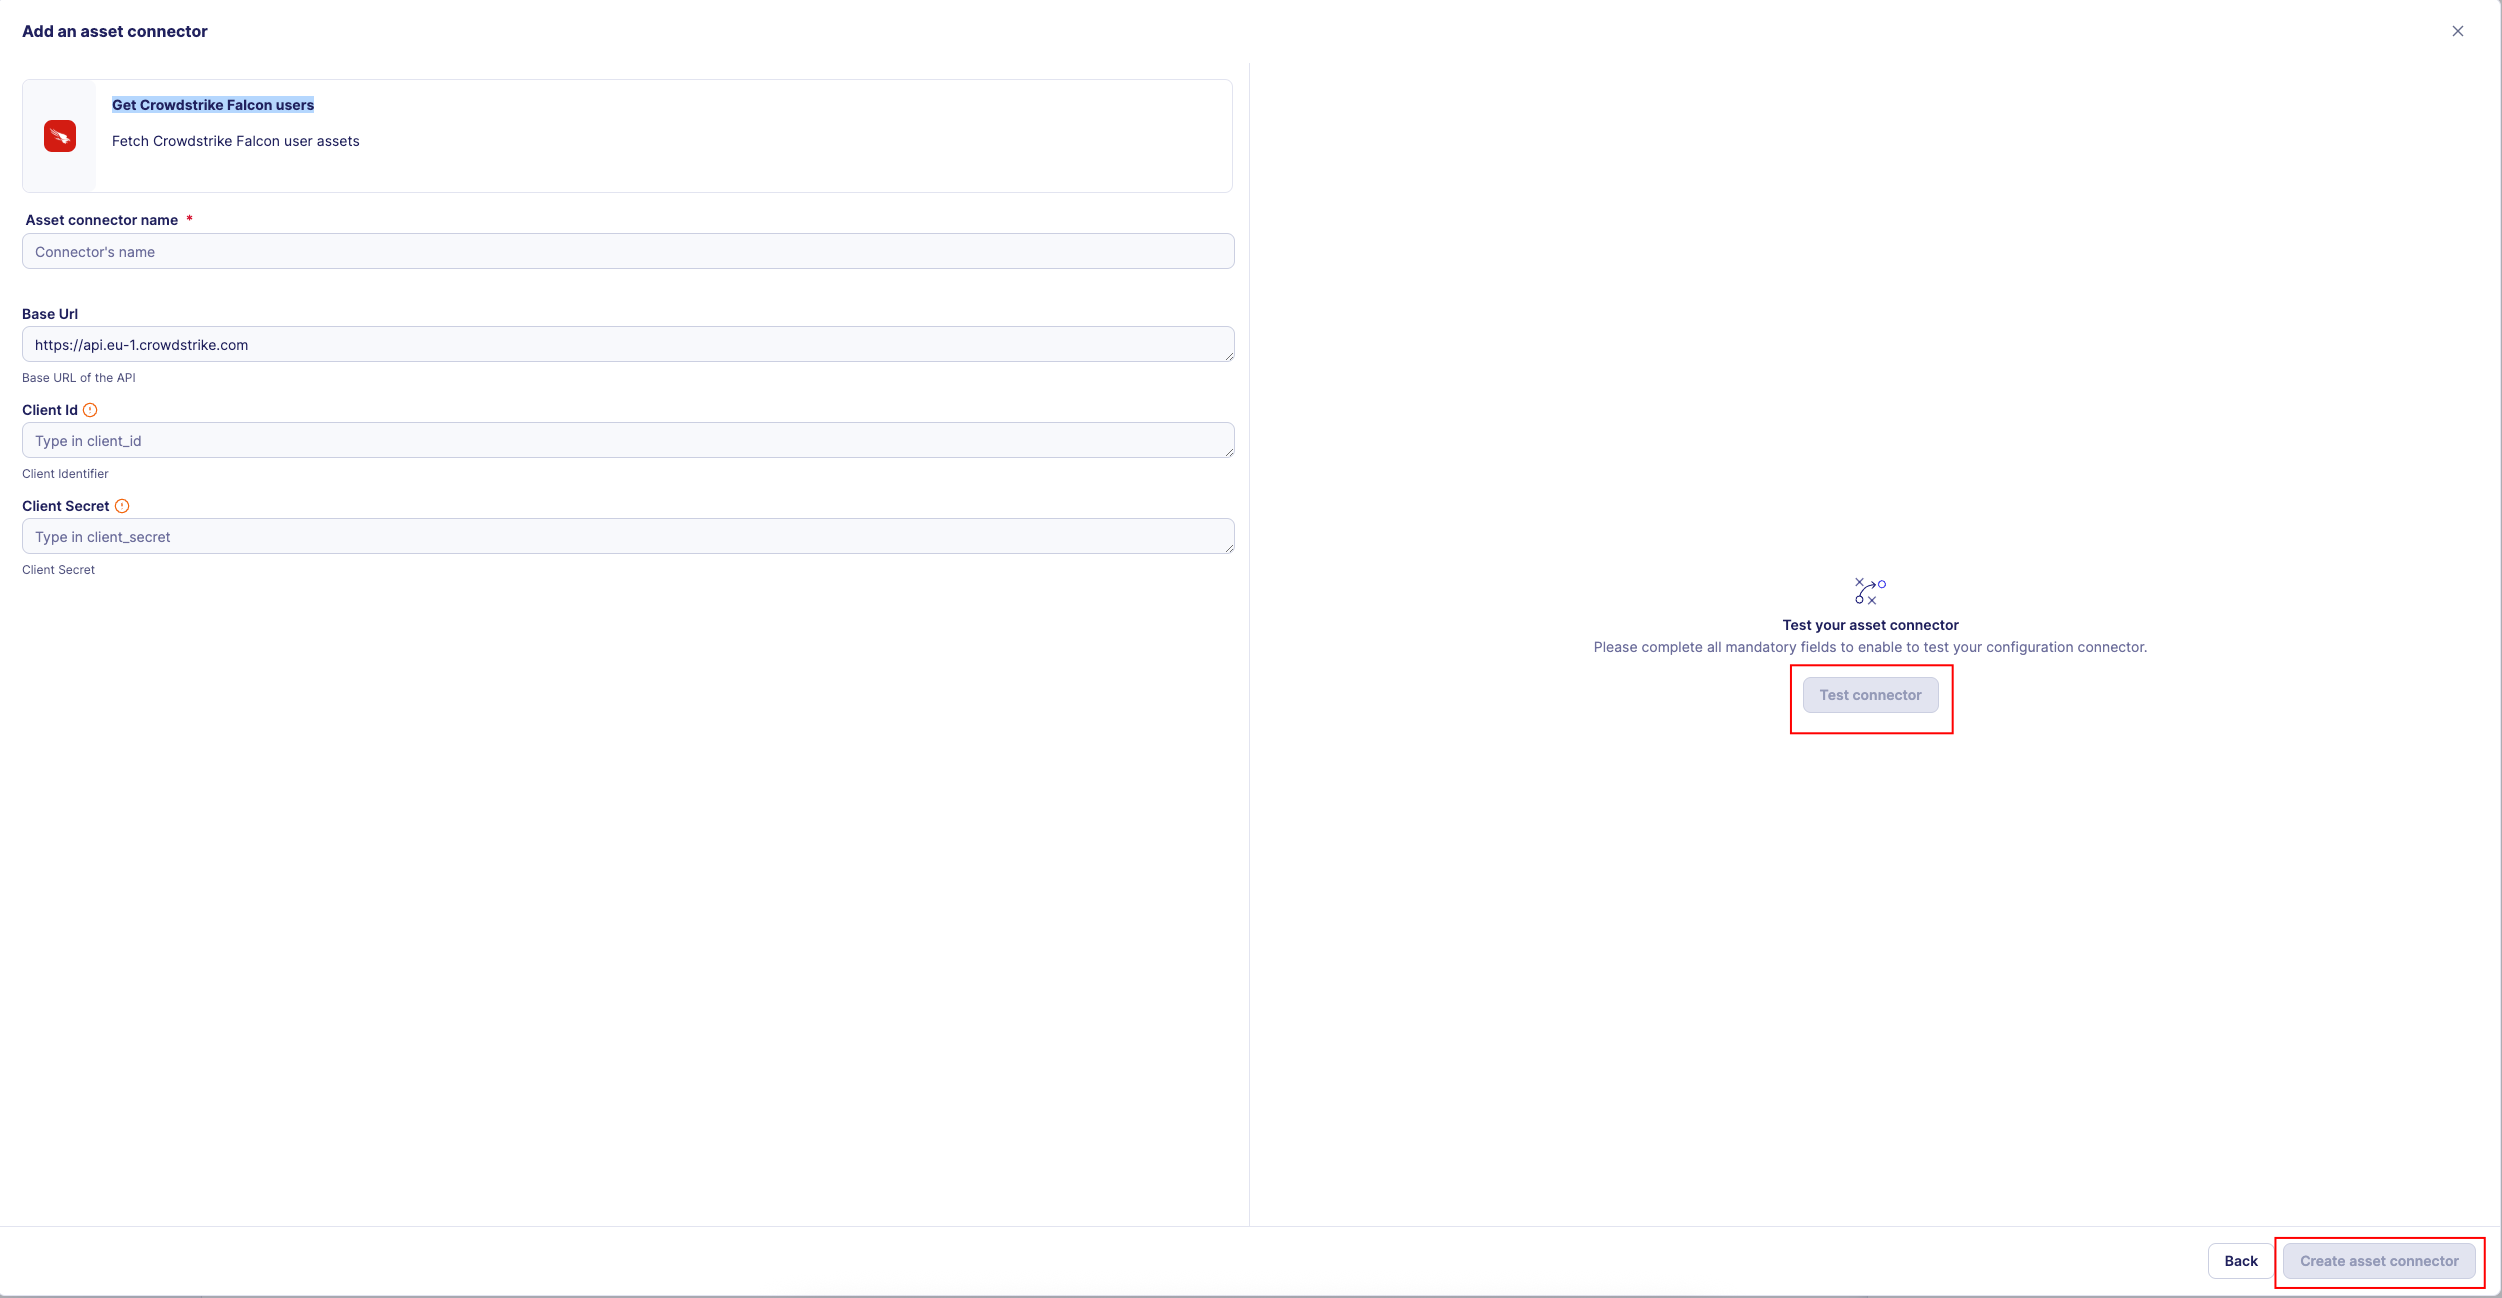 Add an asset connector
Get Crowdstrike Falcon users
Fetch Crowdstrike Falcon user assets
Asset connector name *
Connector's name
Base Url
https://api.eu-1.crowdstrike.com
Base URL of the API
Client Id
Type in client_id
Client Identifier
Client Secret
Type in client_secret
Client Secret
Test your asset connector
Please complete all mandatory fields to enable to test your configuration connector.
Test connector
Back
Create asset connector